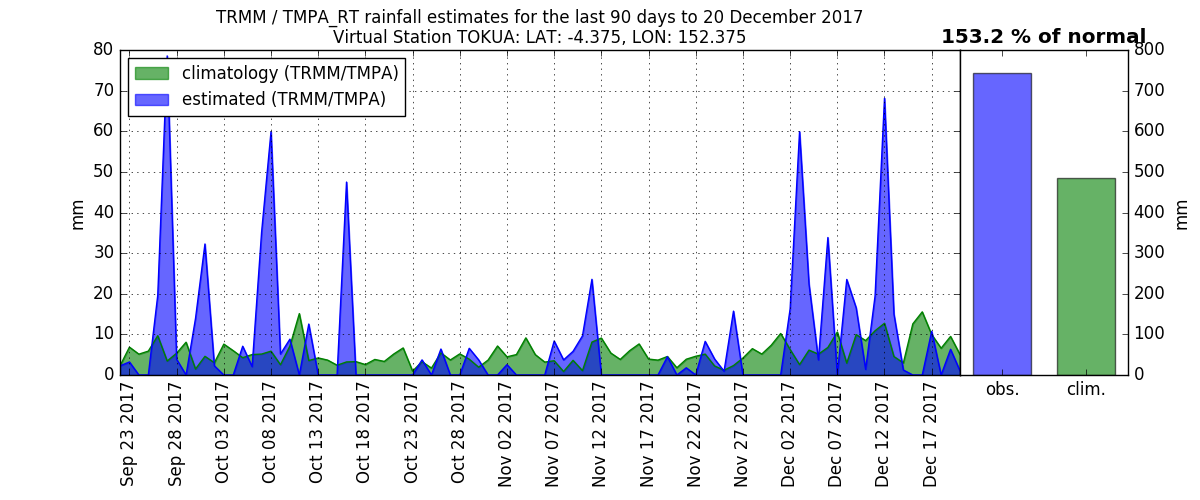 TRMM / TMPA_RT rainfall estimates for the last 90 days to 20 December 2017
Virtual Station TOKUA: LAT: -4.375, LON: 152.375
153.2 % of normal
climatology (TRMM/TMPA)
estimated (TRMM/TMPA)
80
70
60
50
40
30
20
10
0
mm
Sep 23 2017
Sep 28 2017
Oct 03 2017
Oct 08 2017
Oct 13 2017
Oct 18 2017
Oct 23 2017
Oct 28 2017
Nov 02 2017
Nov 07 2017
Nov 12 2017
Nov 17 2017
Nov 22 2017
Nov 27 2017
Dec 02 2017
Dec 07 2017
Dec 12 2017
Dec 17 2017
800
700
600
500
400
300
200
100
0
mm
obs.
clim.